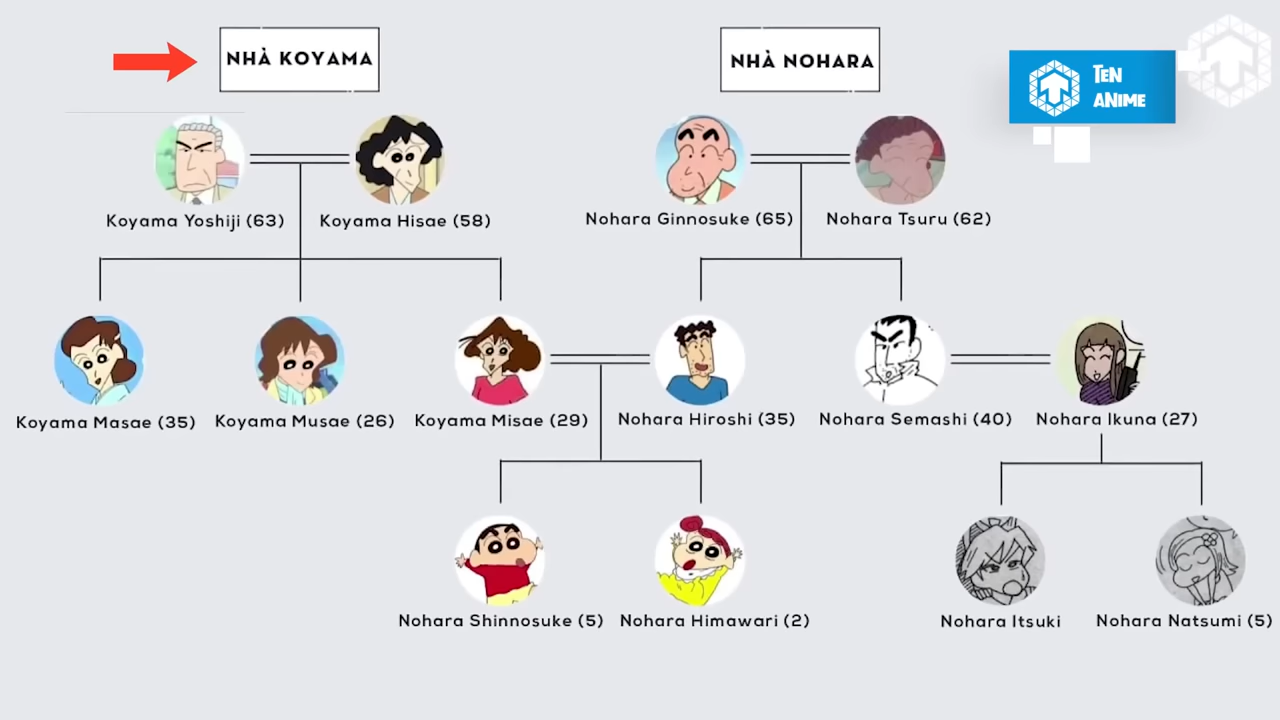 NHÀ KOYAMA
NHÀ NOHARA
TEN
ANIME
Koyama Yoshiji (63)
Koyama Hisae (58)
Nohara Ginnosuke (65)
Nohara Tsuru (62)
Koyama Masae (35)
Koyama Musae (26)
Koyama Misae (29)
Nohara Hiroshi (35)
Nohara Semashi (40)
Nohara Ikuna (27)
Nohara Shinnosuke (5)
Nohara Himawari (2)
Nohara Itsuki
Nohara Natsumi (5)